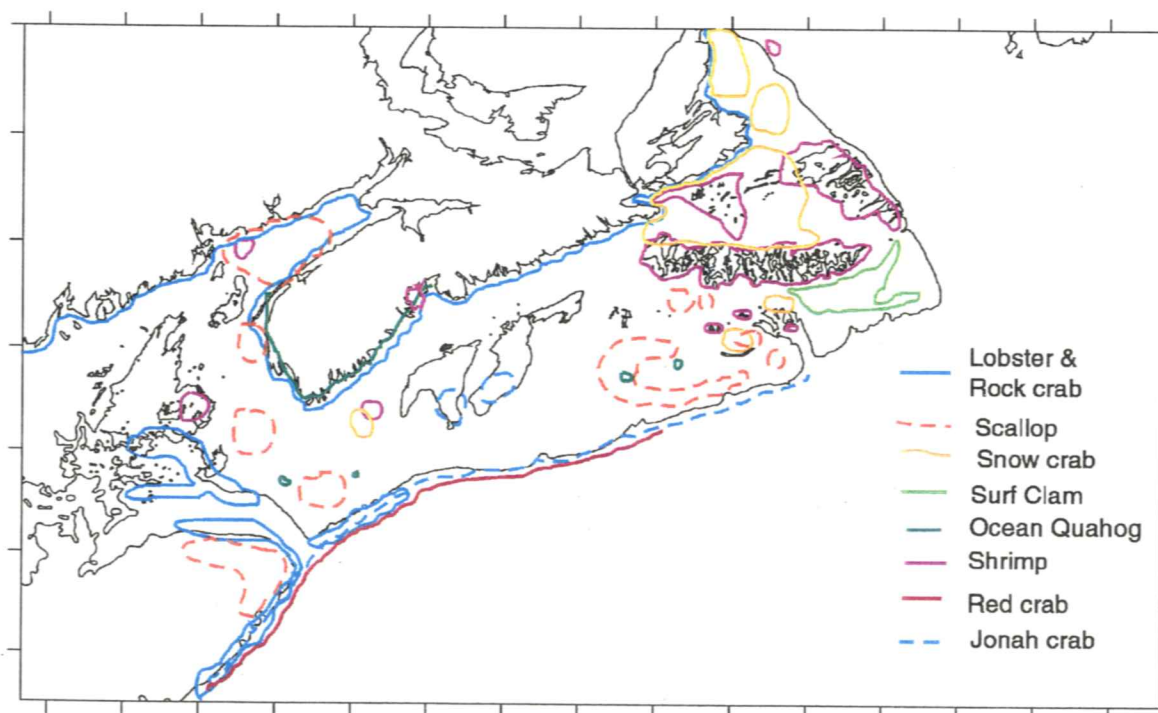 Lobster &
Rock crab
Scallop
Snow crab
Surf Clam
Ocean Quahog
Shrimp
Red crab
Jonah crab